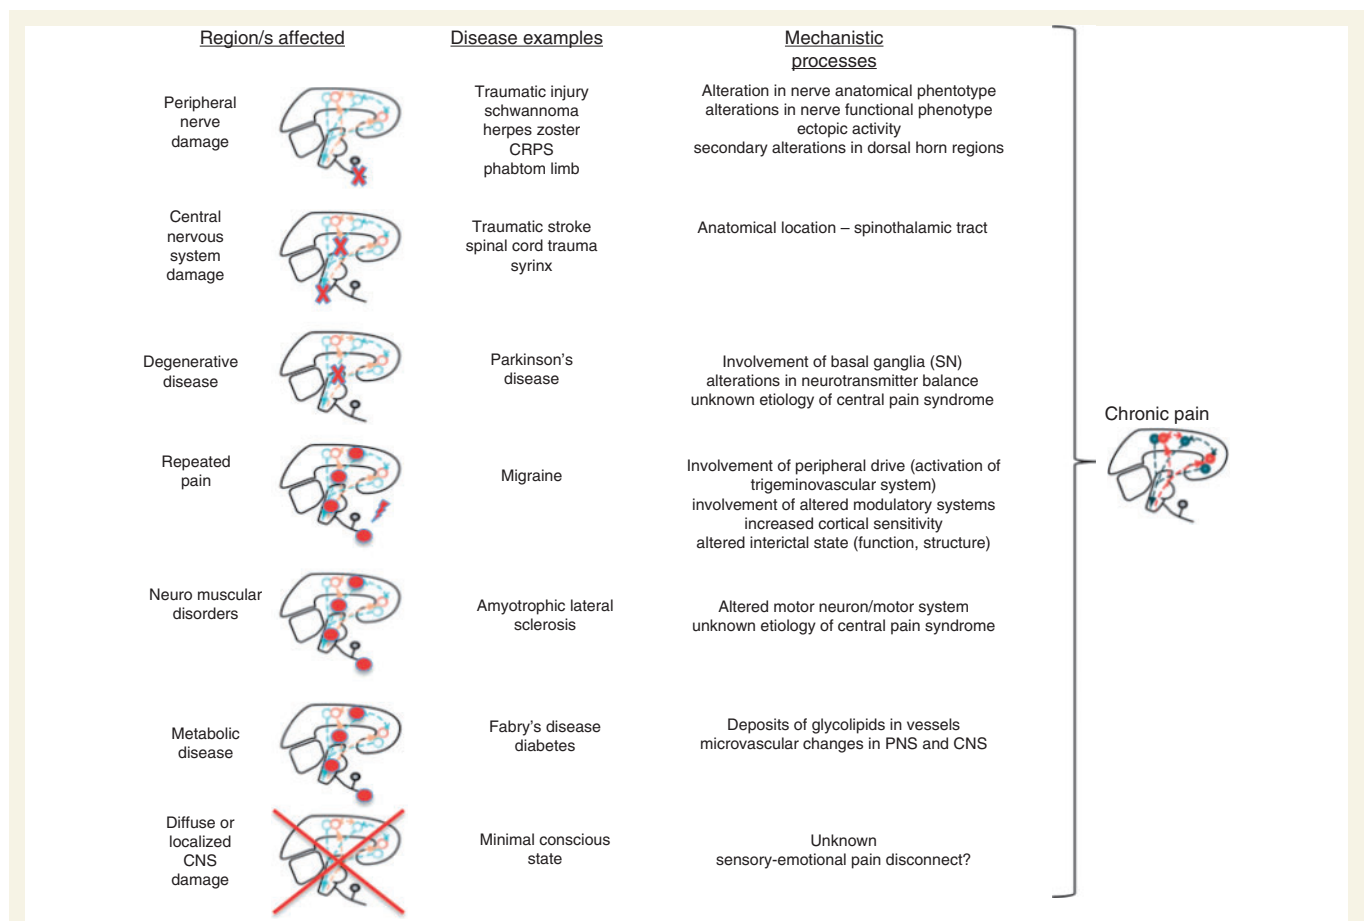 Region/s affected
Disease examples
Mechanistic
processes
Peripheral
nerve
damage
Traumatic injury
schwannoma
herpes zoster
CRPS
phabtom limb
Alteration in nerve anatomical phentotype
alterations in nerve functional phenotype
ectopic activity
secondary alterations in dorsal horn regions
Central
nervous
system
damage
Traumatic stroke
spinal cord trauma
syrinx
Anatomical location – spinothalamic tract
Degenerative
disease
Parkinson's
disease
Involvement of basal ganglia (SN)
alterations in neurotransmitter balance
unknown etiology of central pain syndrome
Repeated
pain
Migraine
Involvement of peripheral drive (activation of
trigeminovascular system)
involvement of altered modulatory systems
increased cortical sensitivity
altered interictal state (function, structure)
Neuro muscular
disorders
Amyotrophic lateral
sclerosis
Altered motor neuron/motor system
unknown etiology of central pain syndrome
Metabolic
disease
Fabry's disease
diabetes
Deposits of glycolipids in vessels
microvascular changes in PNS and CNS
Diffuse or
localized
CNS
damage
Minimal conscious
state
Unknown
sensory-emotional pain disconnect?
Chronic pain